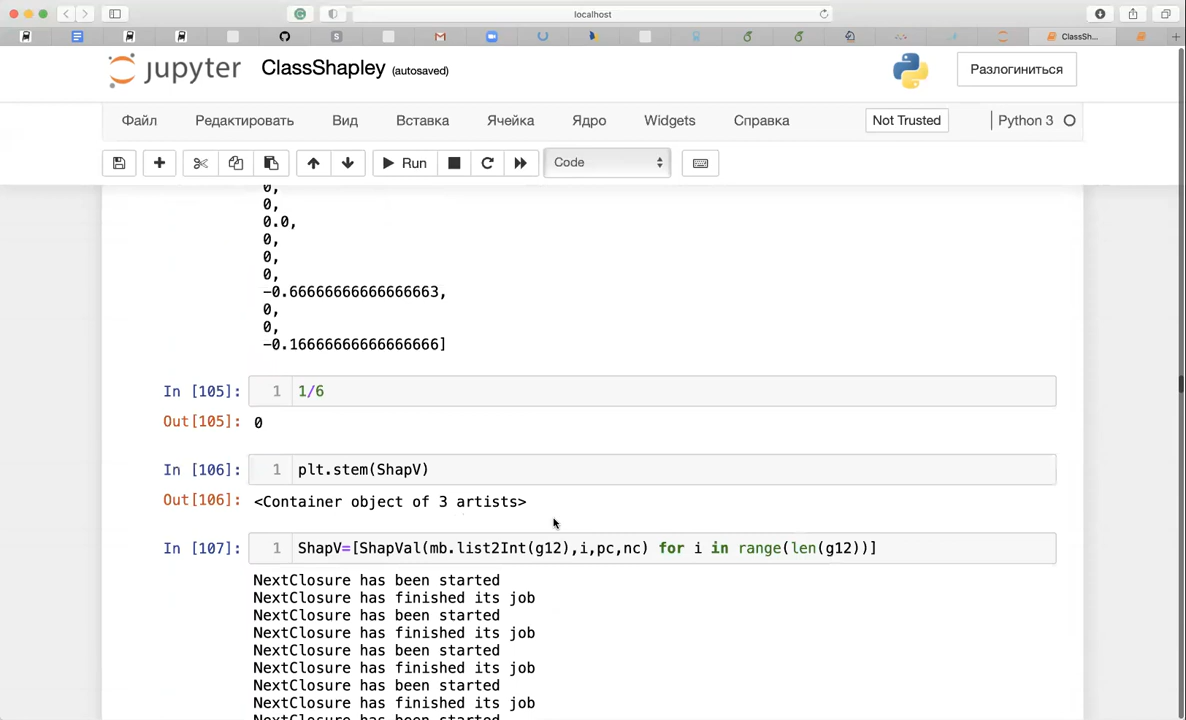 localhost
S
ClassSh...
jupyter ClassShapley (autosaved)
Разлогиниться
Файл Редактировать Вид Вставка Ячейка Ядро Widgets Справка Not Trusted Python 3
Run Code
0,
0,
0.0,
0,
0,
0,
-0.66666666666666663,
0,
0,
-0.16666666666666666]
In [105]: 1 1/6
Out[105]: 0
In [106]: 1 plt.stem(ShapV)
Out[106]: <Container object of 3 artists>
In [107]: 1 ShapV=[ShapVal(mb.list2Int(g12),i,pc,nc) for i in range(len(g12))]
NextClosure has been started
NextClosure has finished its job
NextClosure has been started
NextClosure has finished its job
NextClosure has been started
NextClosure has finished its job
NextClosure has been started
NextClosure has finished its job
NextClosure has been started